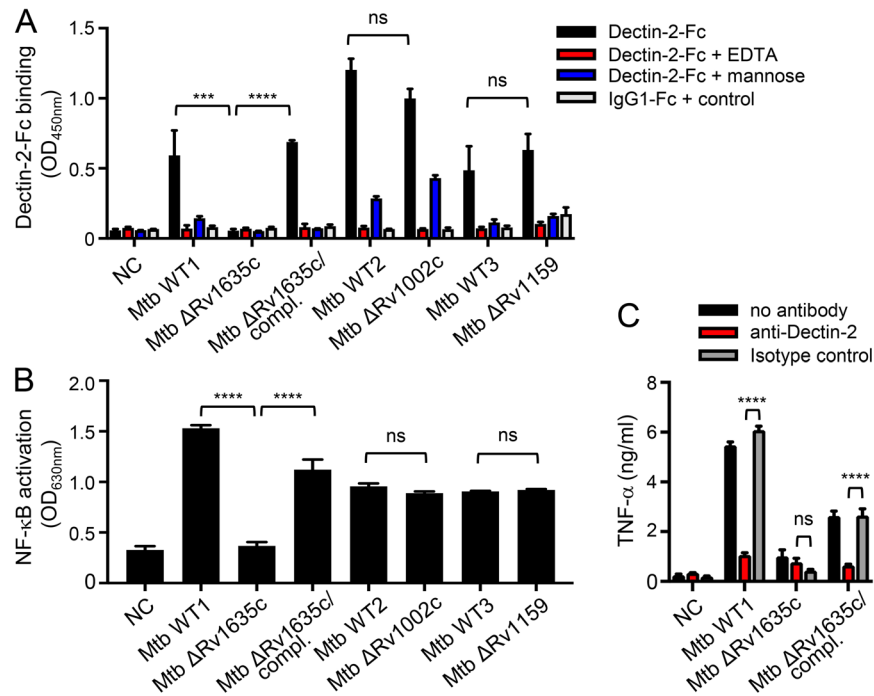 A
Dectin-2-Fc binding
(OD450nm)
1.5
1.0
0.5
0
***
****
ns
ns
Dectin-2-Fc
Dectin-2-Fc + EDTA
Dectin-2-Fc + mannose
IgG1-Fc + control
NC
Mtb WT1
Mtb ΔRv1635c
Mtb ΔRv1635c/
compl.
Mtb WT2
Mtb ΔRv1002c
Mtb WT3
Mtb ΔRv1159
B
NF-κB activation
(OD630nm)
2.0
1.5
1.0
0.5
0
****
****
ns
ns
NC
Mtb WT1
Mtb ΔRv1635c
Mtb ΔRv1635c/
compl.
Mtb WT2
Mtb ΔRv1002c
Mtb WT3
Mtb ΔRv1159
C
no antibody
anti-Dectin-2
Isotype control
TNF-α (ng/ml)
8
6
4
2
0
****
ns
****
NC
Mtb WT1
Mtb ΔRv1635c
Mtb ΔRv1635c/
compl.